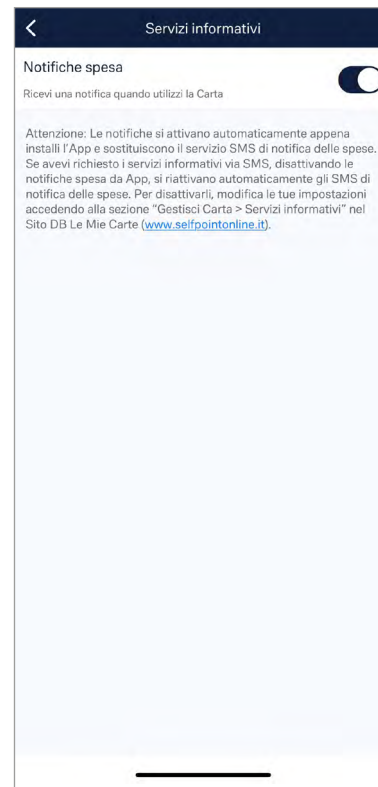 Servizi informativi
Notifiche spesa
Ricevi una notifica quando utilizzi la Carta
Attenzione: Le notifiche si attivano automaticamente appena
installi l'App e sostituiscono il servizio SMS di notifica delle spese.
Se avevi richiesto i servizi informativi via SMS, disattivando le
notifiche spesa da App, si riattivano automaticamente gli SMS di
notifica delle spese. Per disattivarli, modifica le tue impostazioni
accedendo alla sezione "Gestisci Carta > Servizi informativi" nel
Sito DB Le Mie Carte (www.selfpointonline.it).